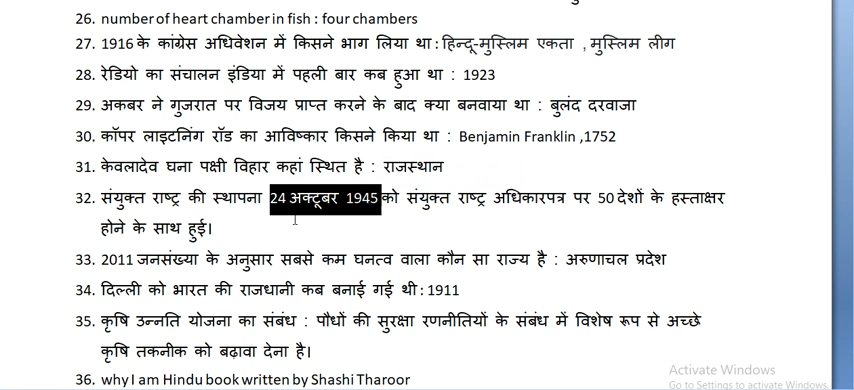 26. number of heart chamber in fish : four chambers
27. 1916 के कांग्रेस अधिवेशन में किसने भाग लिया था : हिन्दू-मुस्लिम एकता , मुस्लिम लीग
28. रेडियो का संचालन इंडिया में पहली बार कब हुआ था : 1923
29. अकबर ने गुजरात पर विजय प्राप्त करने के बाद क्या बनवाया था : बुलंद दरवाजा
30. कॉपर लाइटनिंग रॉड का आविष्कार किसने किया था : Benjamin Franklin ,1752
31. केवलादेव घना पक्षी विहार कहां स्थित है : राजस्थान
32. संयुक्त राष्ट्र की स्थापना 24 अक्टूबर 1945 को संयुक्त राष्ट्र अधिकारपत्र पर 50 देशों के हस्ताक्षर
होने के साथ हुई।
33. 2011 जनसंख्या के अनुसार सबसे कम घनत्व वाला कौन सा राज्य है : अरुणाचल प्रदेश
34. दिल्ली को भारत की राजधानी कब बनाई गई थी : 1911
35. कृषि उन्नति योजना का संबंध : पौधों की सुरक्षा रणनीतियों के संबंध में विशेष रूप से अच्छे
कृषि तकनीक को बढ़ावा देना है।
36. why I am Hindu book written by Shashi Tharoor
Activate Windows
Go to Settings to activate Windows.